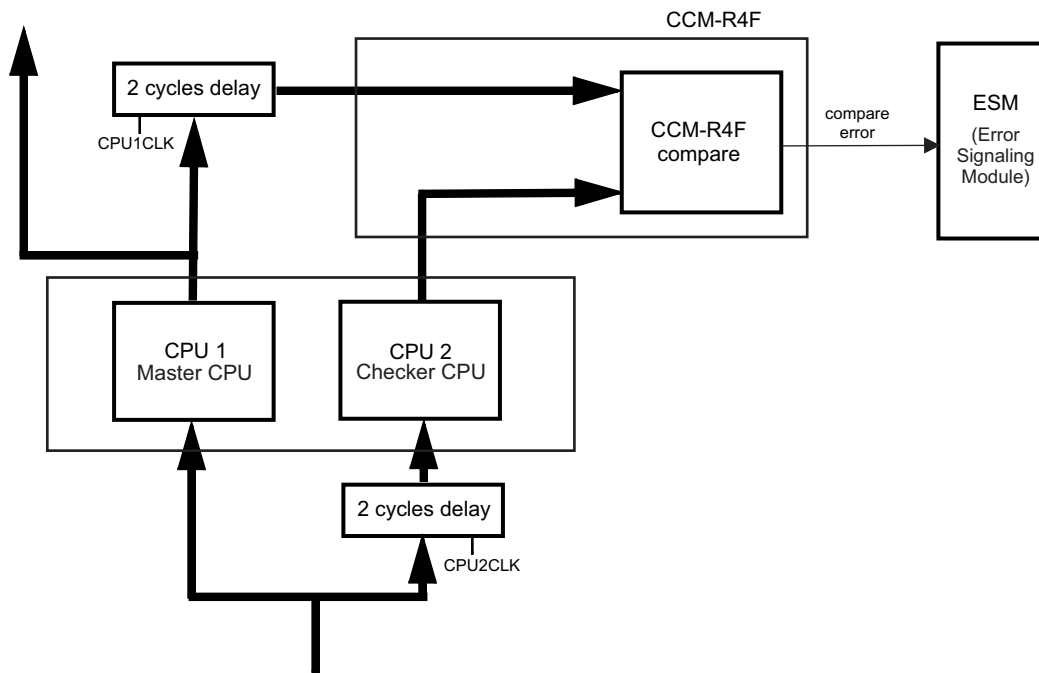 CCM-R4F
2 cycles delay
CPU1CLK
CCM-R4F
compare
compare
error
ESM
(Error
Signaling
Module)
CPU 1
Master CPU
CPU 2
Checker CPU
2 cycles delay
CPU2CLK